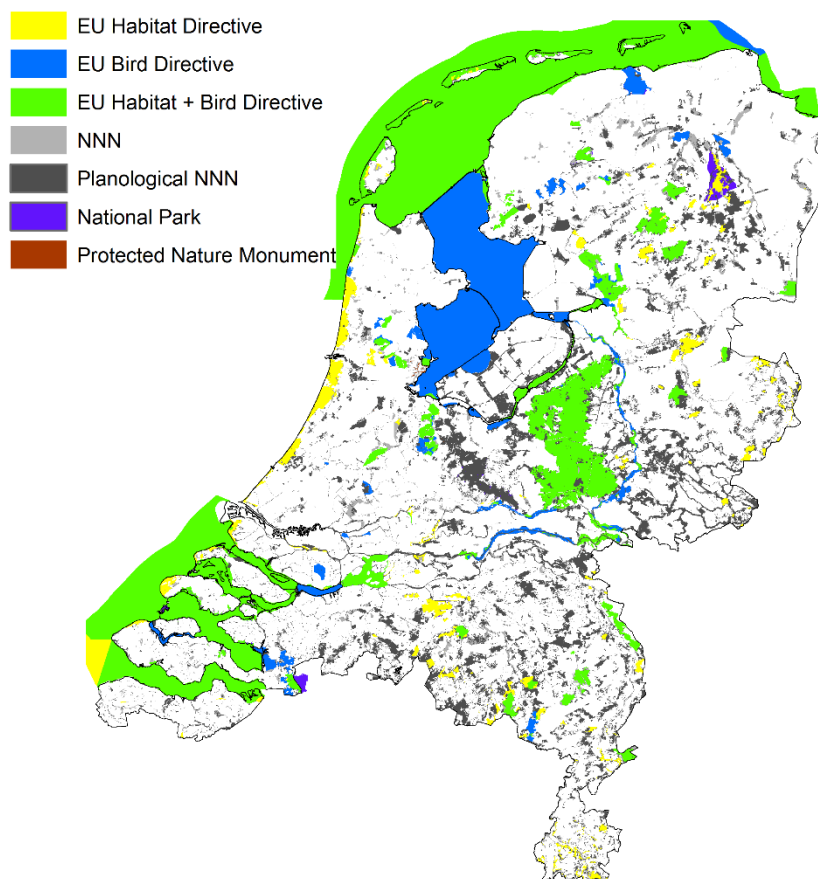 EU Habitat Directive
EU Bird Directive
EU Habitat + Bird Directive
NNN
Planological NNN
National Park
Protected Nature Monument